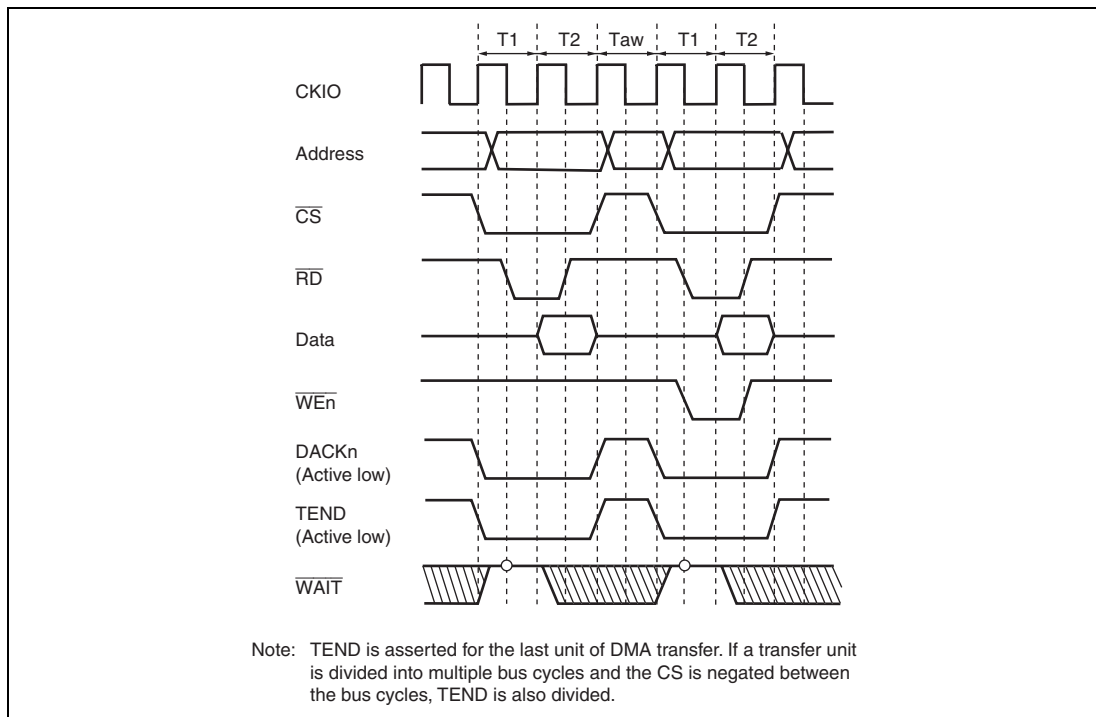 T1 T2 Taw T1 T2
CKIO
Address
CS
RD
Data
WEn
DACKn
(Active low)
TEND
(Active low)
WAIT
Note: TEND is asserted for the last unit of DMA transfer. If a transfer unit
is divided into multiple bus cycles and the CS is negated between
the bus cycles, TEND is also divided.